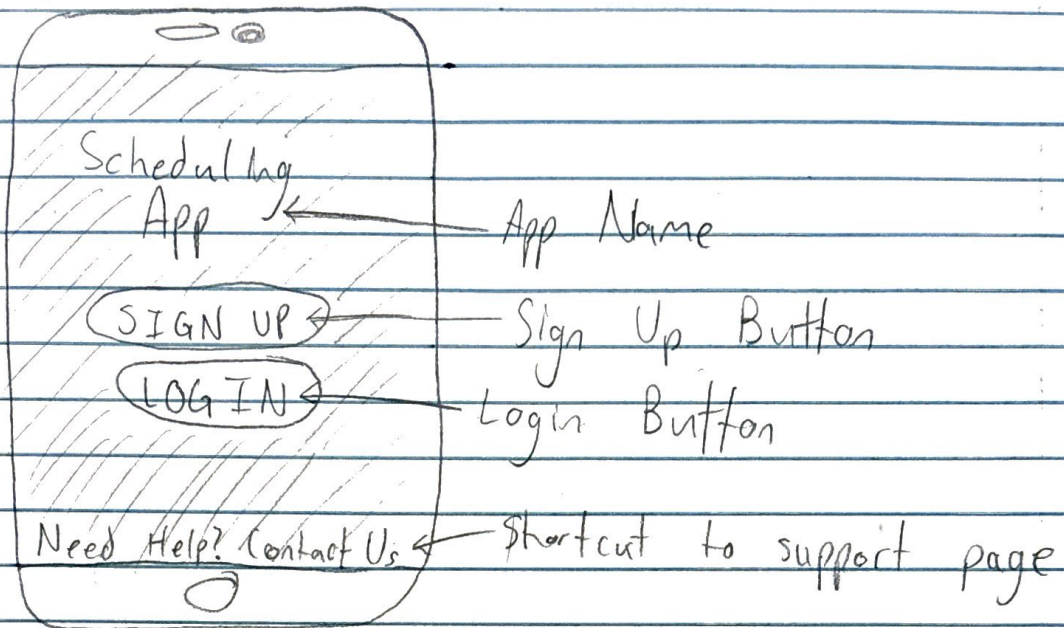 Scheduling
App
App Name
SIGN UP
Sign Up Button
LOGIN
Login Button
Need Help? Contact Us
Shortcut to support page